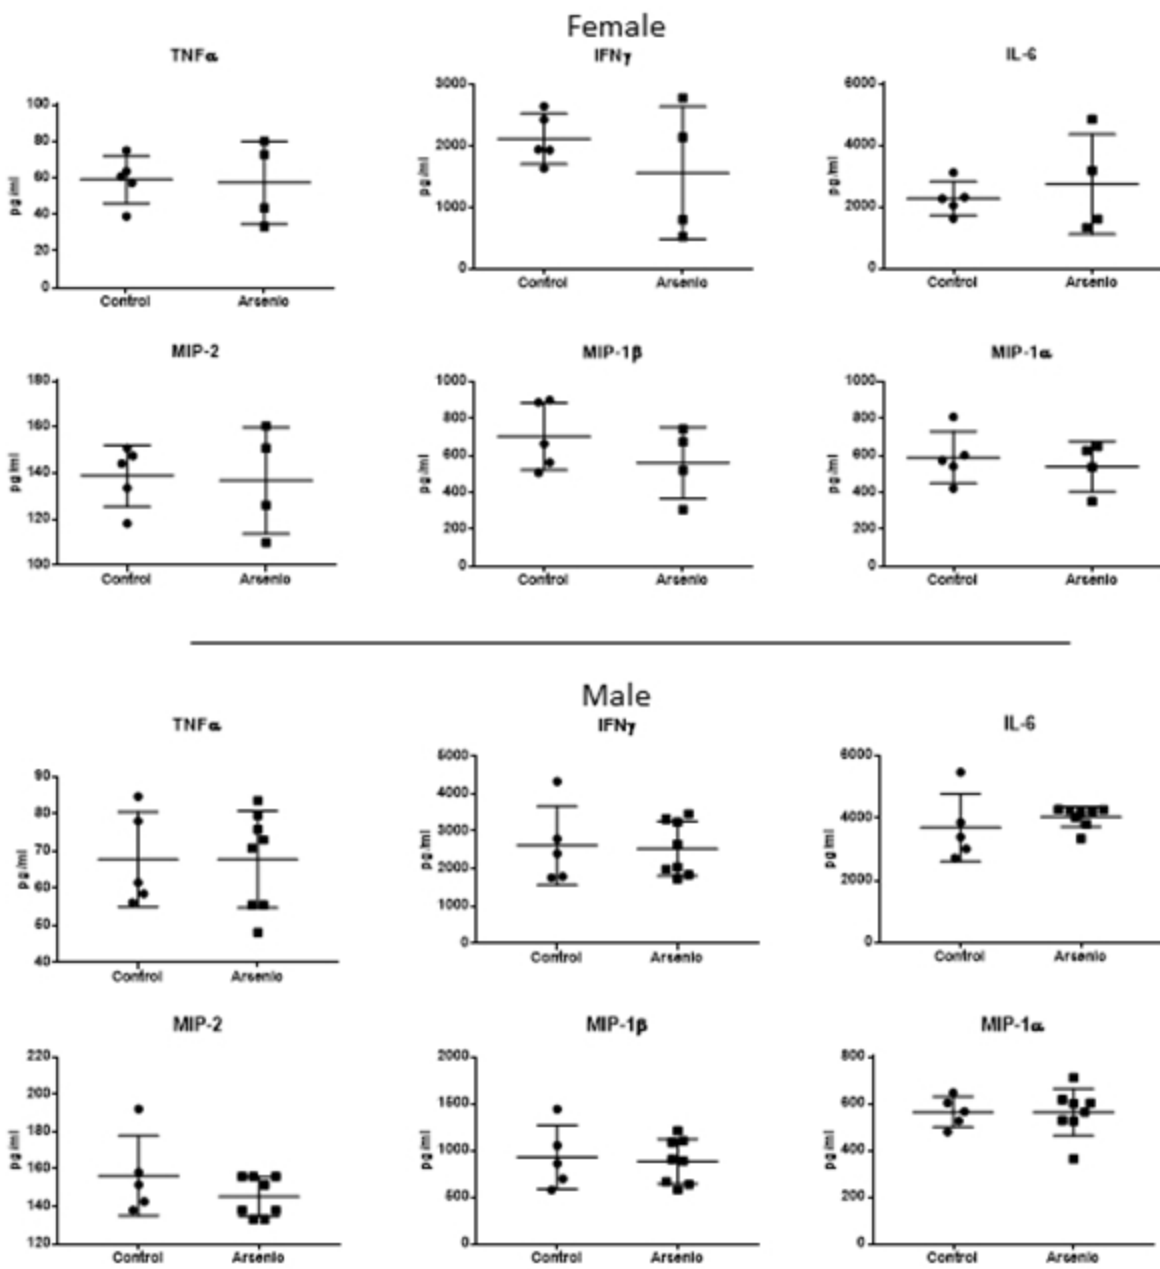 Female
TNFα IFNγ IL-6
pg/ml 100 80 60 40 20 0
Control Arsenic
pg/ml 3000 2000 1000 0
Control Arsenic
pg/ml 6000 4000 2000 0
Control Arsenic
MIP-2 MIP-1β MIP-1α
pg/ml 180 160 140 120 100
Control Arsenic
pg/ml 1000 800 600 400 200 0
Control Arsenic
pg/ml 1000 800 600 400 200 0
Control Arsenic
Male
TNFα IFNγ IL-6
pg/ml 90 80 70 60 50 40
Control Arsenic
pg/ml 5000 4000 3000 2000 1000 0
Control Arsenic
pg/ml 6000 4000 2000 0
Control Arsenic
MIP-2 MIP-1β MIP-1α
pg/ml 220 200 180 160 140 120
Control Arsenic
pg/ml 2000 1500 1000 500 0
Control Arsenic
pg/ml 800 600 400 200 0
Control Arsenic